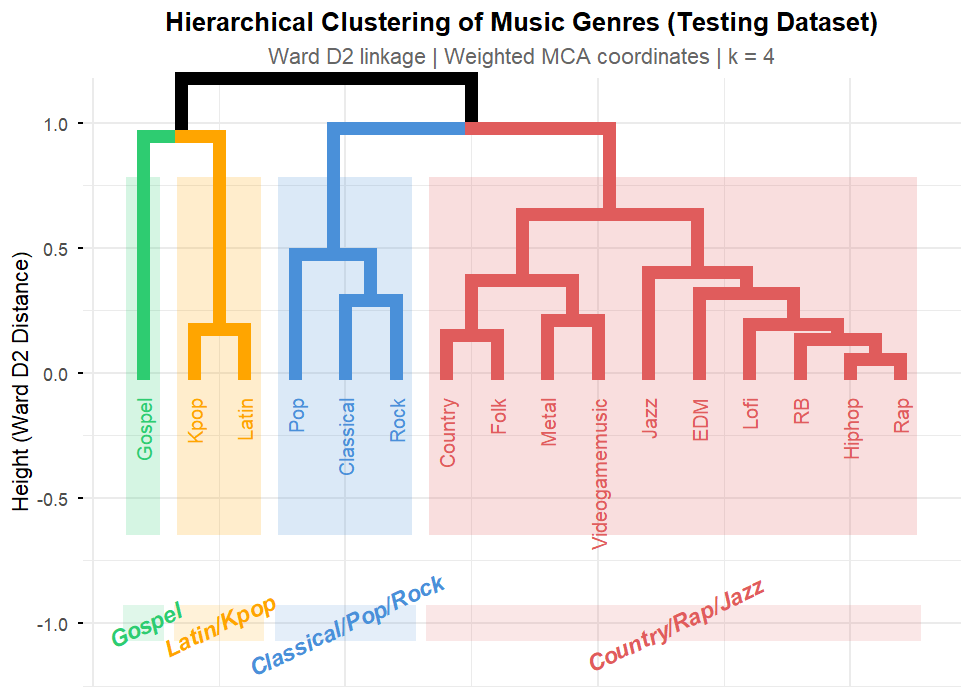 Hierarchical Clustering of Music Genres (Testing Dataset)
Ward D2 linkage | Weighted MCA coordinates | k = 4
Height (Ward D2 Distance)
1.0
0.5
0.0
-0.5
-1.0
Gospel
Kpop
Latin
Pop
Classical
Rock
Country
Folk
Metal
Videogamemusic
Jazz
EDM
Lofi
RB
Hiphop
Rap
Gospel
Latin/Kpop
Classical/Pop/Rock
Country/Rap/Jazz